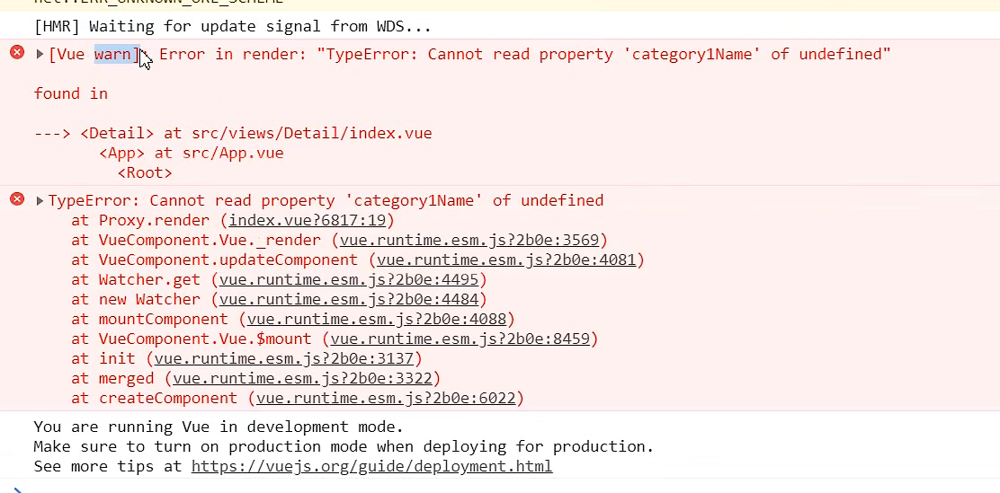 net::ERR_UNKNOWN_URL_SCHEME
[HMR] Waiting for update signal from WDS...
[Vue warn]: Error in render: "TypeError: Cannot read property 'category1Name' of undefined"
found in
---> <Detail> at src/views/Detail/index.vue
<App> at src/App.vue
<Root>
TypeError: Cannot read property 'category1Name' of undefined
at Proxy.render (index.vue?6817:19)
at VueComponent.Vue._render (vue.runtime.esm.js?2b0e:3569)
at VueComponent.updateComponent (vue.runtime.esm.js?2b0e:4081)
at Watcher.get (vue.runtime.esm.js?2b0e:4495)
at new Watcher (vue.runtime.esm.js?2b0e:4484)
at mountComponent (vue.runtime.esm.js?2b0e:4088)
at VueComponent.Vue.$mount (vue.runtime.esm.js?2b0e:8459)
at init (vue.runtime.esm.js?2b0e:3137)
at merged (vue.runtime.esm.js?2b0e:3322)
at createComponent (vue.runtime.esm.js?2b0e:6022)
You are running Vue in development mode.
Make sure to turn on production mode when deploying for production.
See more tips at https://vuejs.org/guide/deployment.html